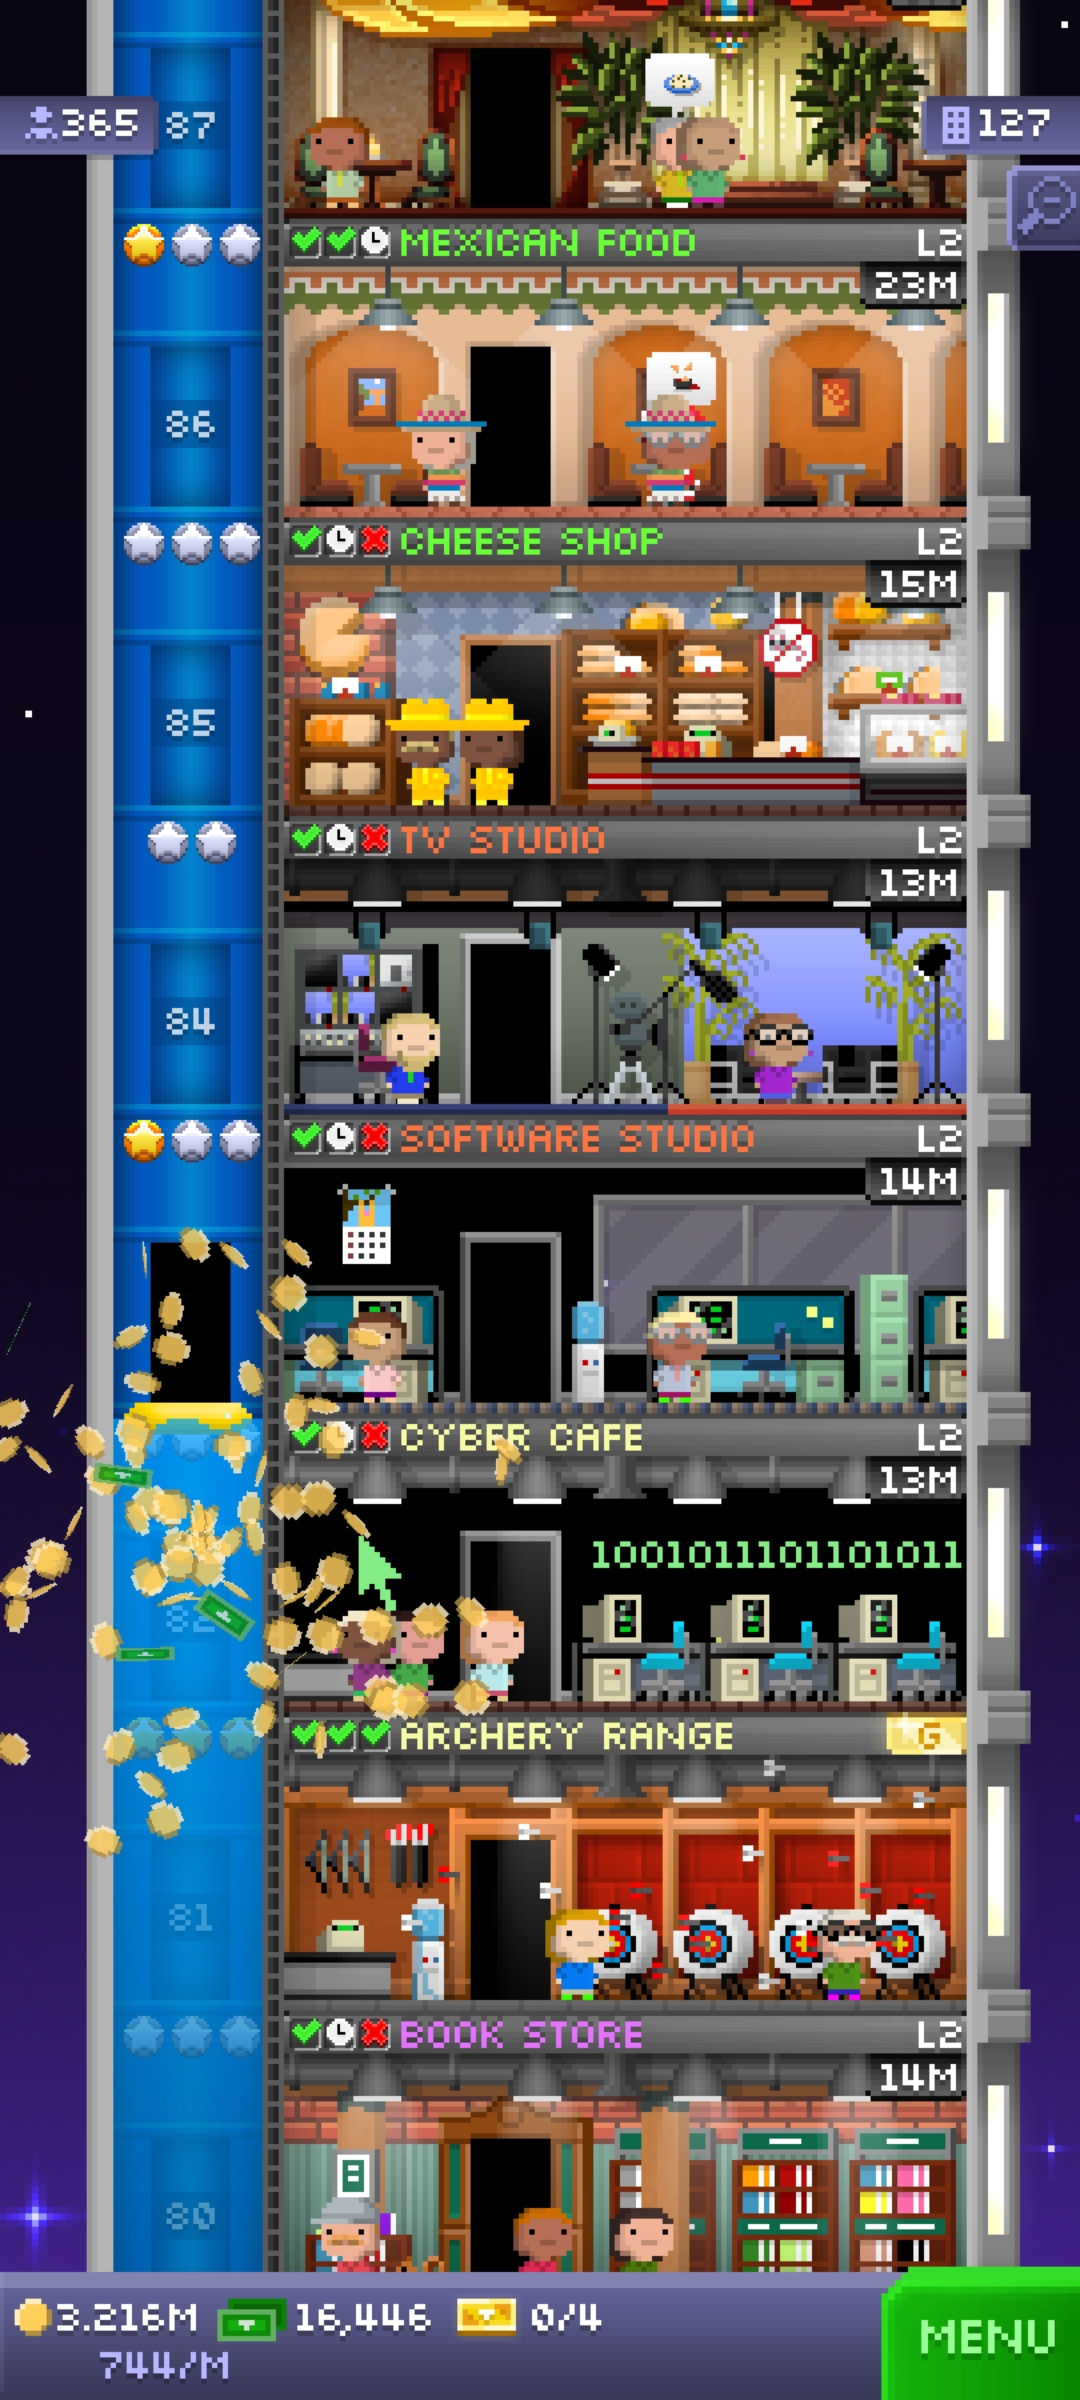 365
87
127
MEXICAN FOOD L2
23M
86
CHEESE SHOP L2
15M
85
TV STUDIO L2
13M
84
SOFTWARE STUDIO L2
14M
CYBER CAFE L2
13M
1001011101101011
82
ARCHERY RANGE G
81
BOOK STORE L2
14M
80
3.216M 16,446 0/4
744/M
MENU